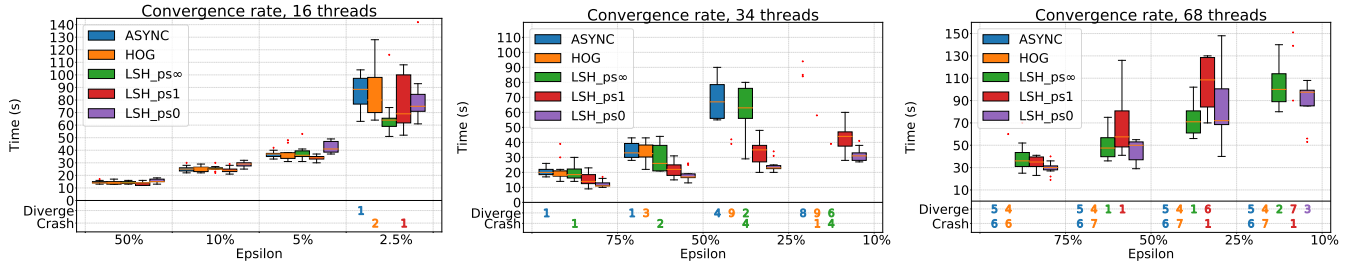 Convergence rate, 16 threads
Time (s)
140
130
120
110
100
90
80
70
60
50
40
30
20
10
0
ASYNC
HOG
LSH_ps∞
LSH_ps1
LSH_ps0
Diverge 1
Crash 2 1
50% 10% 5% 2.5%
Epsilon
Convergence rate, 34 threads
Time (s)
110
100
90
80
70
60
50
40
30
20
10
0
ASYNC
HOG
LSH_ps∞
LSH_ps1
LSH_ps0
Diverge 1 1 3 4 9 2 8 9 6
Crash 1 2 4 1 4
75% 50% 25% 10%
Epsilon
Convergence rate, 68 threads
Time (s)
150
130
110
90
70
50
30
10
ASYNC
HOG
LSH_ps∞
LSH_ps1
LSH_ps0
Diverge 5 4 5 4 1 1 5 4 1 6 5 4 2 7 3
Crash 6 6 6 7 6 7 1 6 7 1
75% 50% 25% 10%
Epsilon